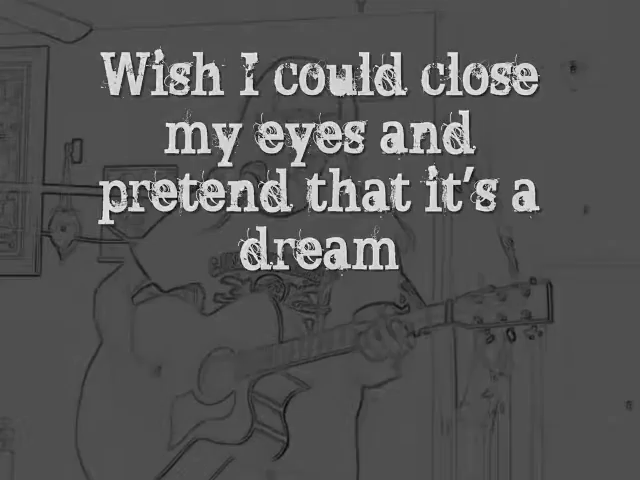 Wish I could close
my eyes and
pretend that it's a
dream